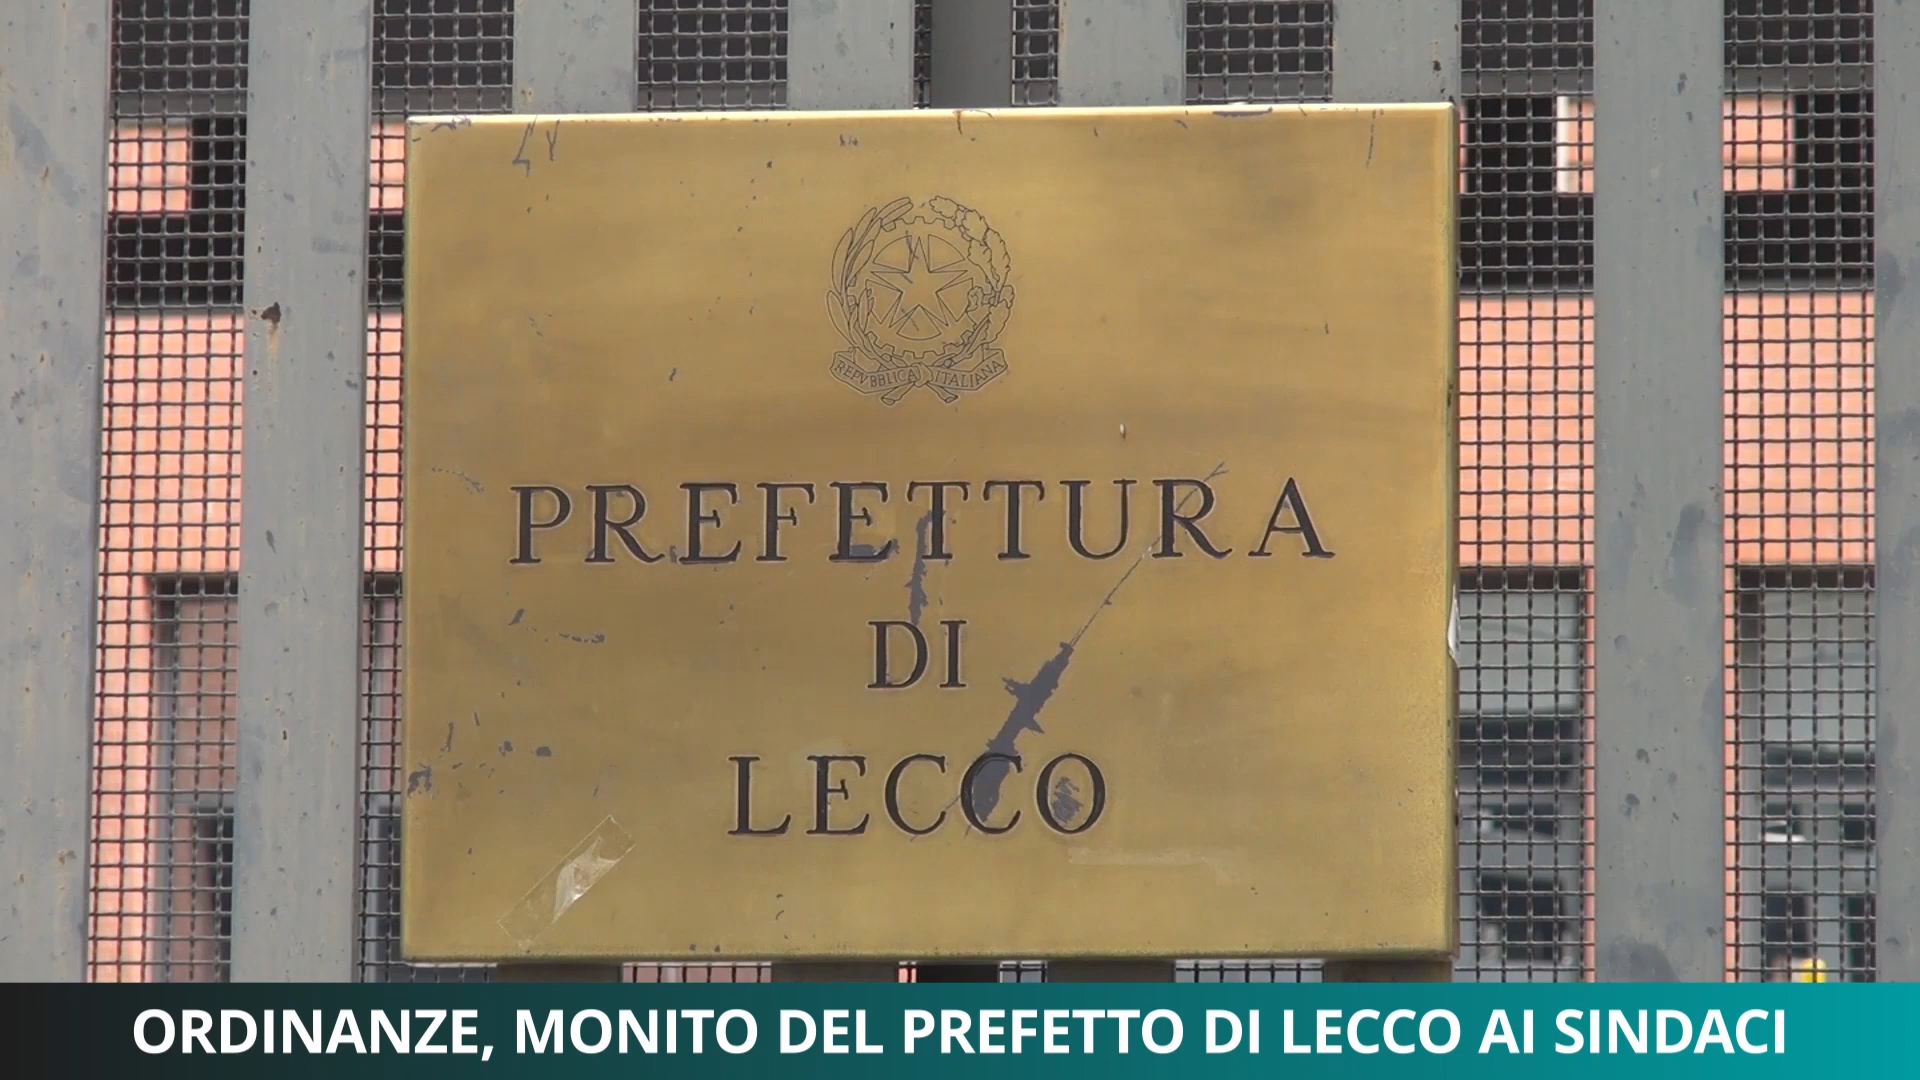 REPVBBLICA ITALIANA
PREFETTURA
DI
LECCO
ORDINANZE, MONITO DEL PREFETTO DI LECCO AI SINDACI